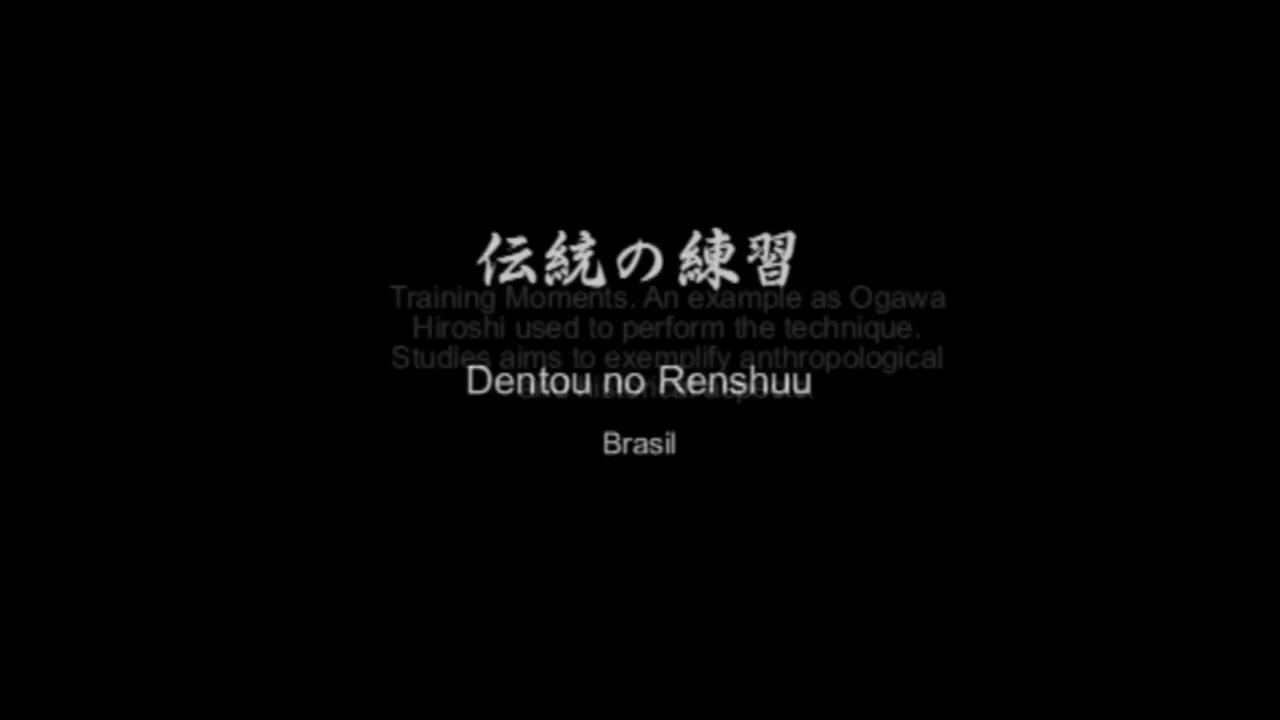 伝統の練習
Training Moments. An example as Ogawa
Hiroshi used to perform the technique.
Studies aims to exemplify anthropological
Dentou no Renshuu
Brasil